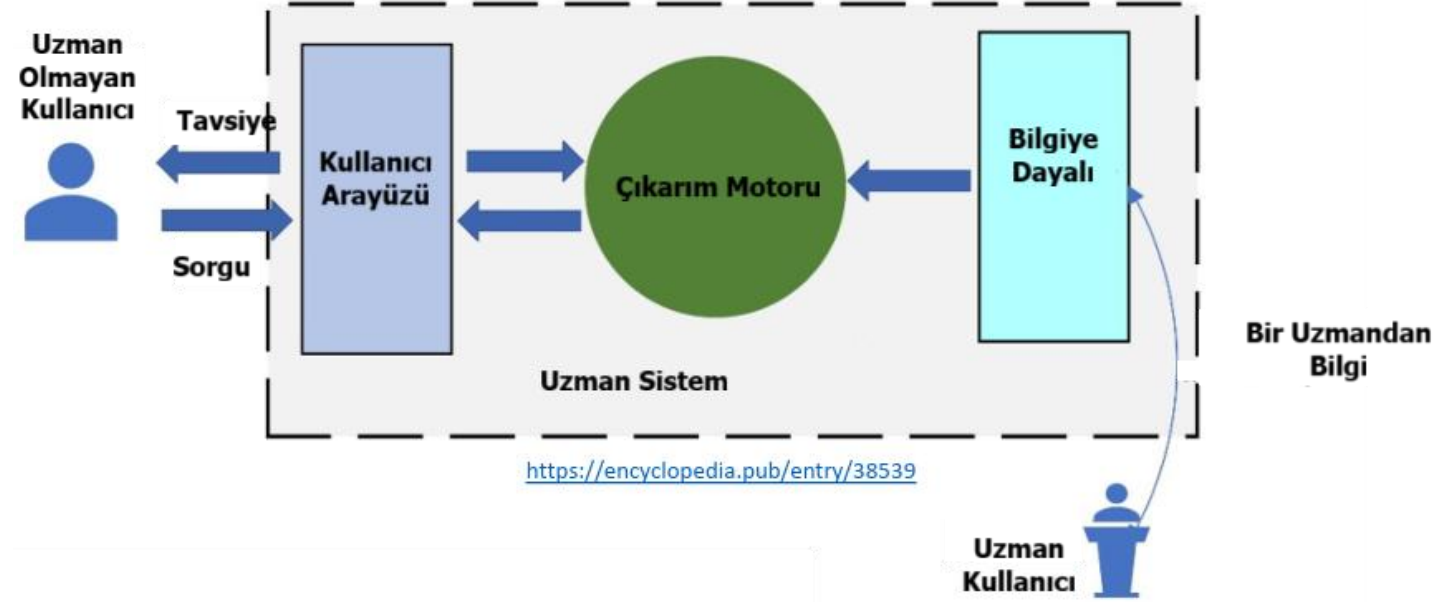 Uzman
Olmayan
Kullanıcı
Tavsiye
Sorgu
Kullanıcı
Arayüzü
Çıkarım Motoru
Bilgiye
Dayalı
Uzman Sistem
Bir Uzmandan
Bilgi
https://encyclopedia.pub/entry/38539
Uzman
Kullanıcı